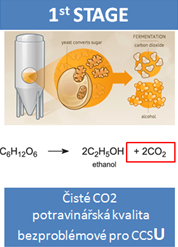 1st STAGE
FERMENTATION
yeast converts sugar
carbon dioxide
alcohol
C₆H₁₂O₆ → 2C₂H₅OH + 2CO₂
ethanol
Čisté CO2
potravinářská kvalita
bezproblémové pro CCSU